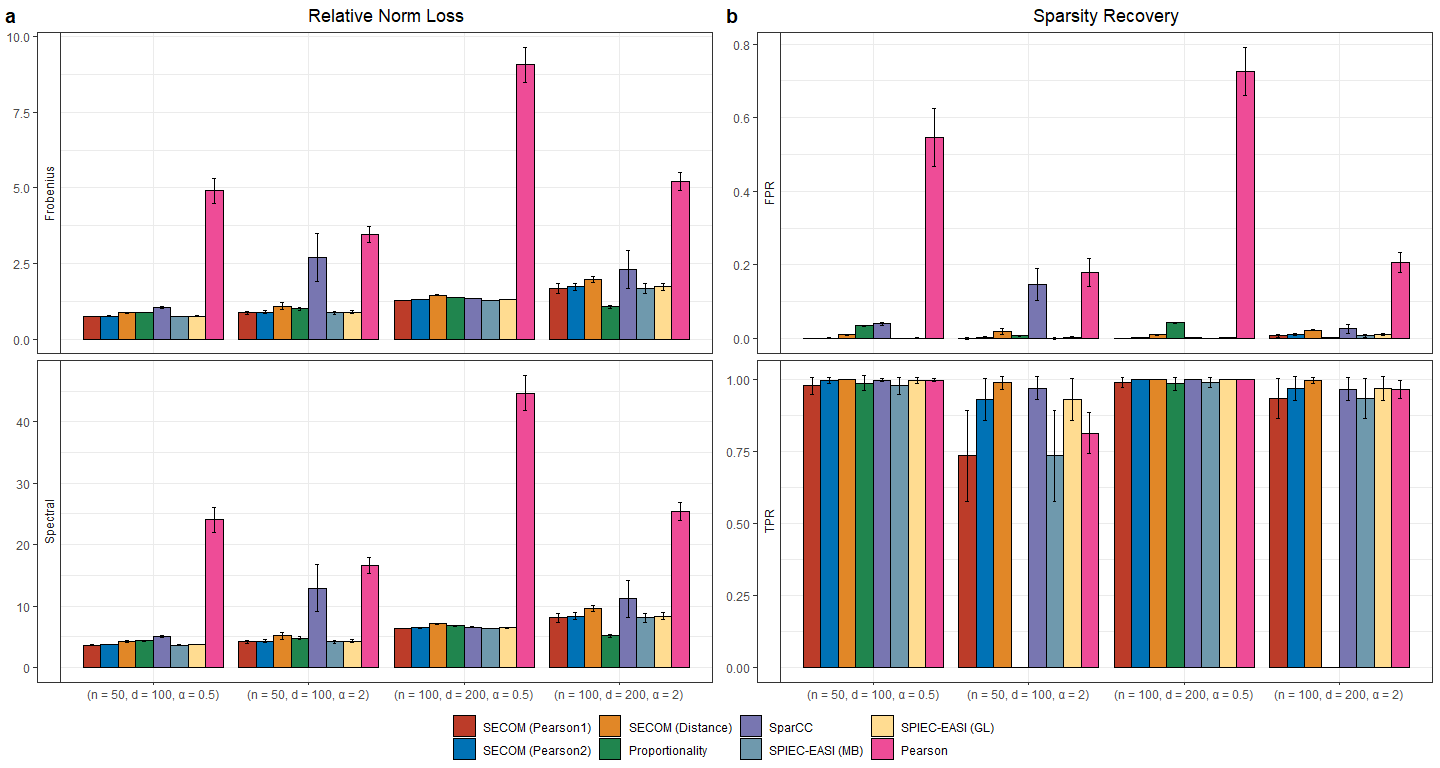 a
Relative Norm Loss
10.0
7.5
5.0
2.5
0.0
Frobenius
40
30
20
10
0
Spectral
(n = 50, d = 100, α = 0.5)
(n = 50, d = 100, α = 2)
(n = 100, d = 200, α = 0.5)
(n = 100, d = 200, α = 2)
b
Sparsity Recovery
0.8
0.6
0.4
0.2
0.0
FPR
1.00
0.75
0.50
0.25
0.00
TPR
(n = 50, d = 100, α = 0.5)
(n = 50, d = 100, α = 2)
(n = 100, d = 200, α = 0.5)
(n = 100, d = 200, α = 2)
SECOM (Pearson1)
SECOM (Pearson2)
SECOM (Distance)
Proportionality
SparCC
SPIEC-EASI (MB)
SPIEC-EASI (GL)
Pearson